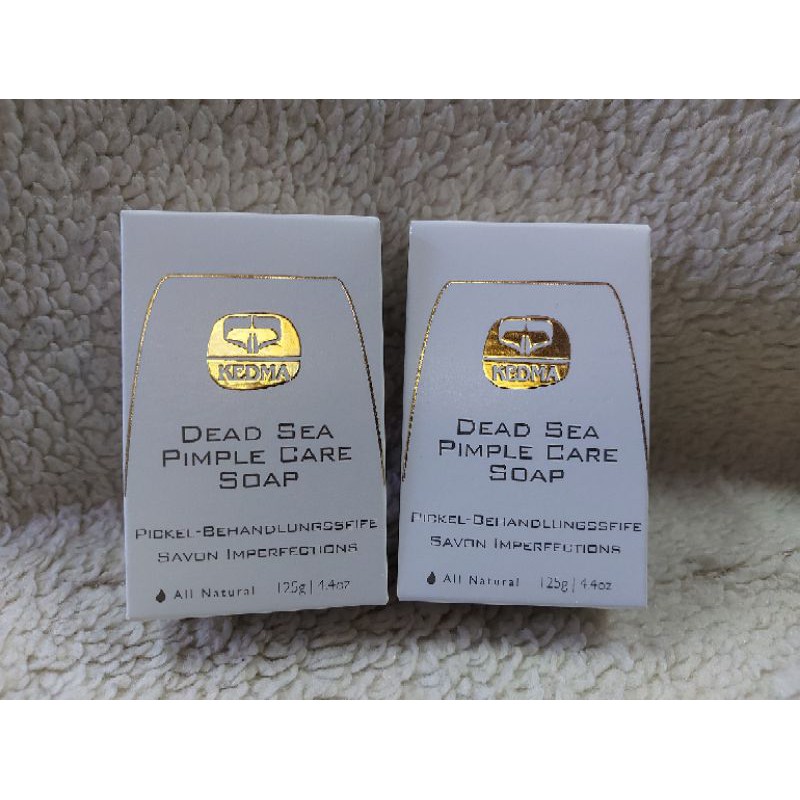 KEDMA
DEAD SEA
PIMPLE CARE
SOAP
PICKEL-BEHANDLUNGSSFIFE
SAVON IMPERFECTIONS
All Natural 125g | 4.4oz
KEDMA
DEAD SEA
PIMPLE CARE
SOAP
PICKEL-BEHANDLUNGSSFIFE
SAVON IMPERFECTIONS
All Natural 125g | 4.4oz